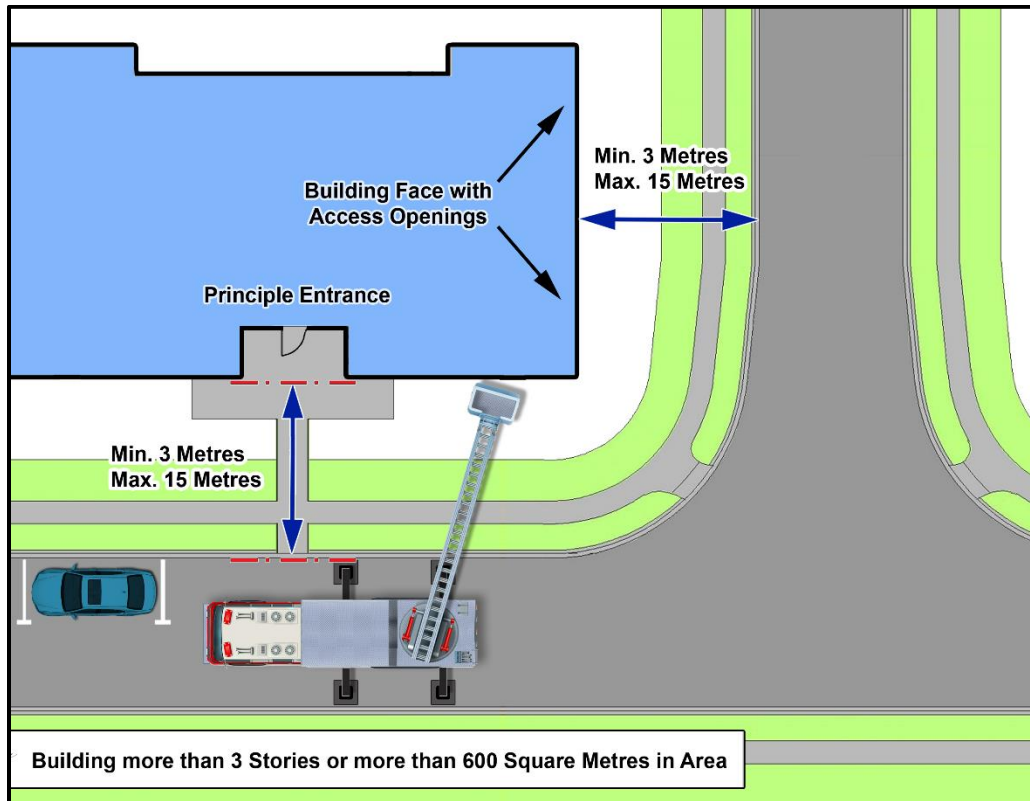 Min. 3 Metres
Max. 15 Metres
Building Face with
Access Openings
Principle Entrance
Min. 3 Metres
Max. 15 Metres
Building more than 3 Stories or more than 600 Square Metres in Area